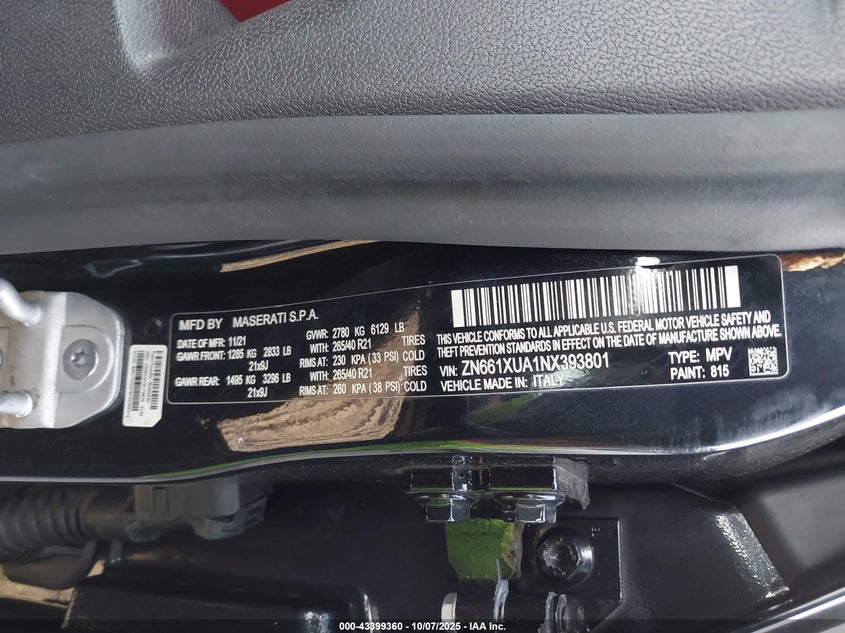 MFD BY MASERATI S.P.A.
DATE OF MFR: 11/21 GVWR: 2780 KG 6129 LB
GAWR FRONT: 1285 KG 2833 LB WITH: 265/40 R21 TIRES
21x9J RIMS AT: 230 KPA (33 PSI) COLD
GAWR REAR: 1495 KG 3296 LB WITH: 265/40 R21 TIRES
21x9J RIMS AT: 260 KPA (38 PSI) COLD
THIS VEHICLE CONFORMS TO ALL APPLICABLE U.S. FEDERAL MOTOR VEHICLE SAFETY AND
THEFT PREVENTION STANDARDS IN EFFECT ON THE DATE OF MANUFACTURE SHOWN ABOVE.
VIN: ZN661XUA1NX393801 TYPE: MPV
VEHICLE MADE IN: ITALY PAINT: 815
000-43399360 - 10/07/2025 - IAA Inc.